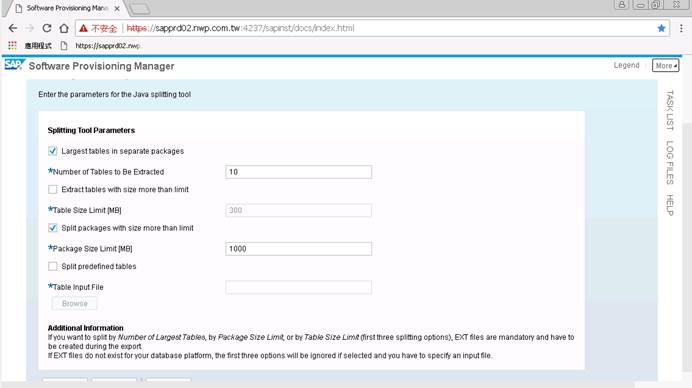 Software Provisioning Manager
不安全 https://sapprd02.nwp.com.tw:4237/sapinst/docs/index.html
應用程式 https://sapprd02.nwp.
SAP Software Provisioning Manager Legend More
Enter the parameters for the Java splitting tool
Splitting Tool Parameters
Largest tables in separate packages
*Number of Tables to Be Extracted 10
Extract tables with size more than limit
*Table Size Limit [MB] 300
Split packages with size more than limit
*Package Size Limit [MB] 1000
Split predefined tables
*Table Input File
Browse
Additional Information
If you want to split by Number of Largest Tables, by Package Size Limit, or by Table Size Limit (first three splitting options), EXT files are mandatory and have to
be created during the export.
If EXT files do not exist for your database platform, the first three options will be ignored if selected and you have to specify an input file.
TASK LIST
LOG FILES
HELP